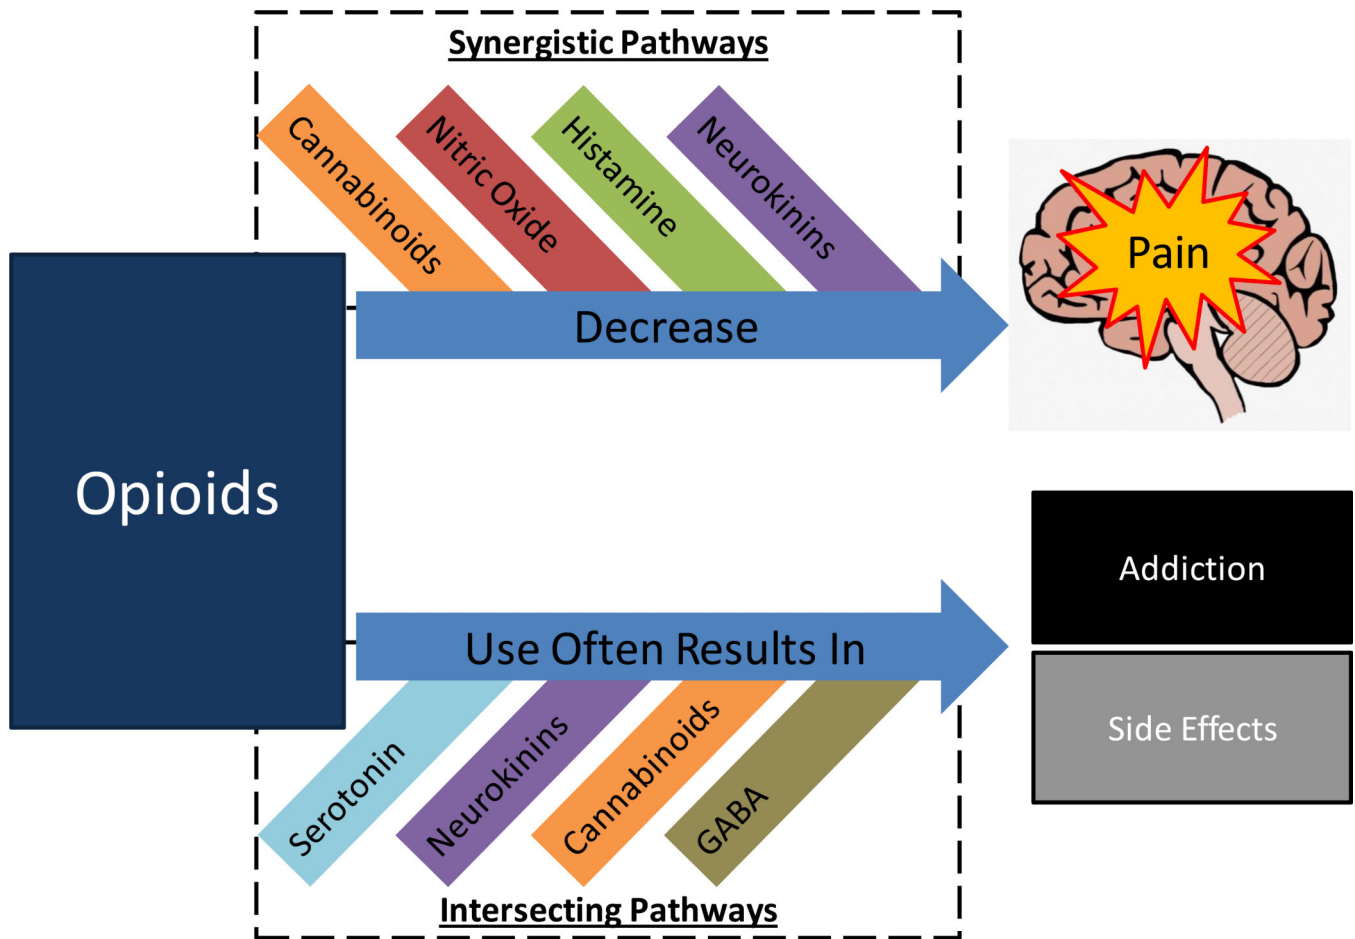 Synergistic Pathways
Cannabinoids
Nitric Oxide
Histamine
Neurokinins
Decrease
Pain
Opioids
Addiction
Use Often Results In
Side Effects
Serotonin
Neurokinins
Cannabinoids
GABA
Intersecting Pathways